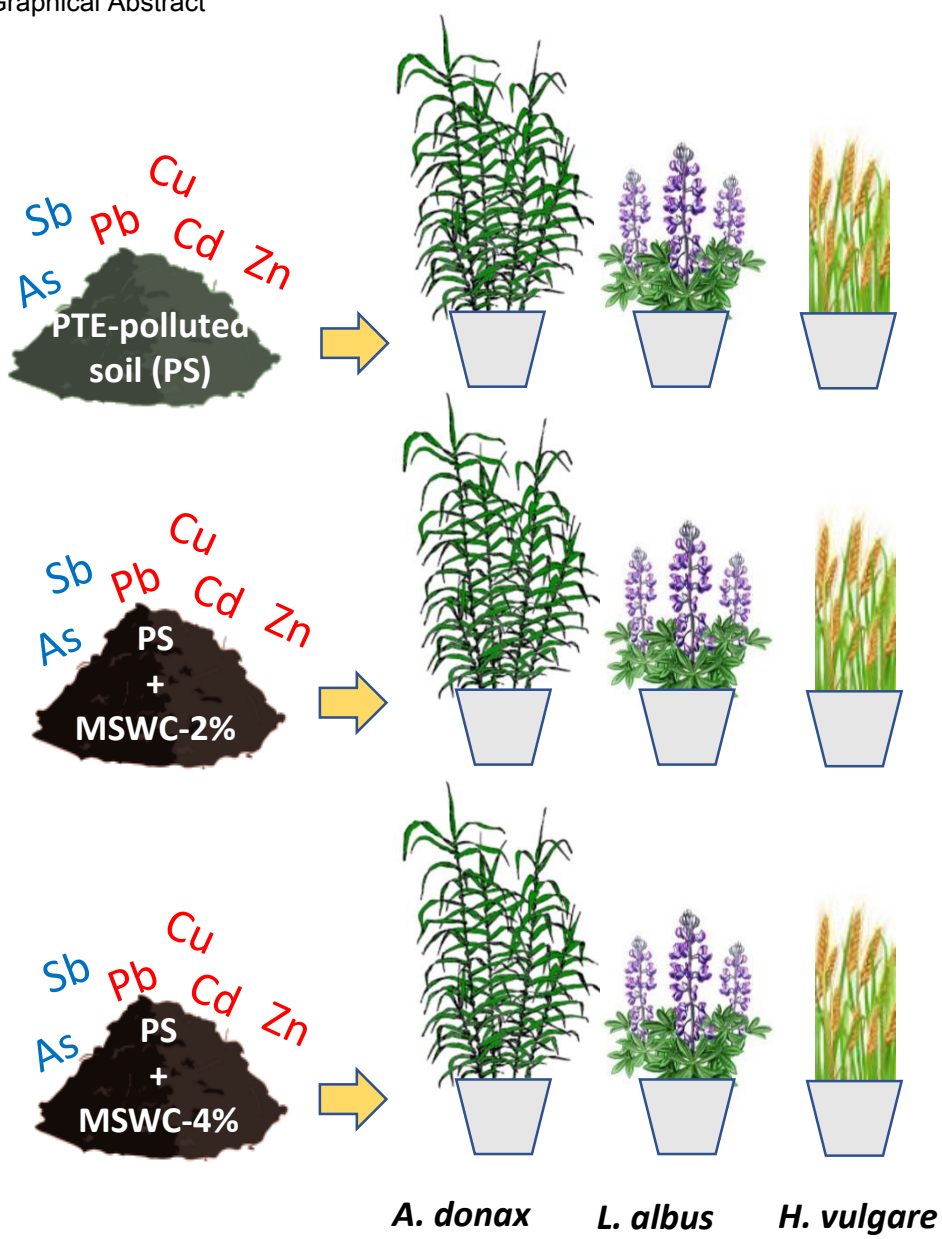 Graphical Abstract
Cu
Sb
Pb
Cd
Zn
As
PTE-polluted
soil (PS)
Cu
Sb
Pb
Cd
Zn
As
PS
+
MSWC-2%
Cu
Sb
Pb
Cd
Zn
As
PS
+
MSWC-4%
A. donax L. albus H. vulgare